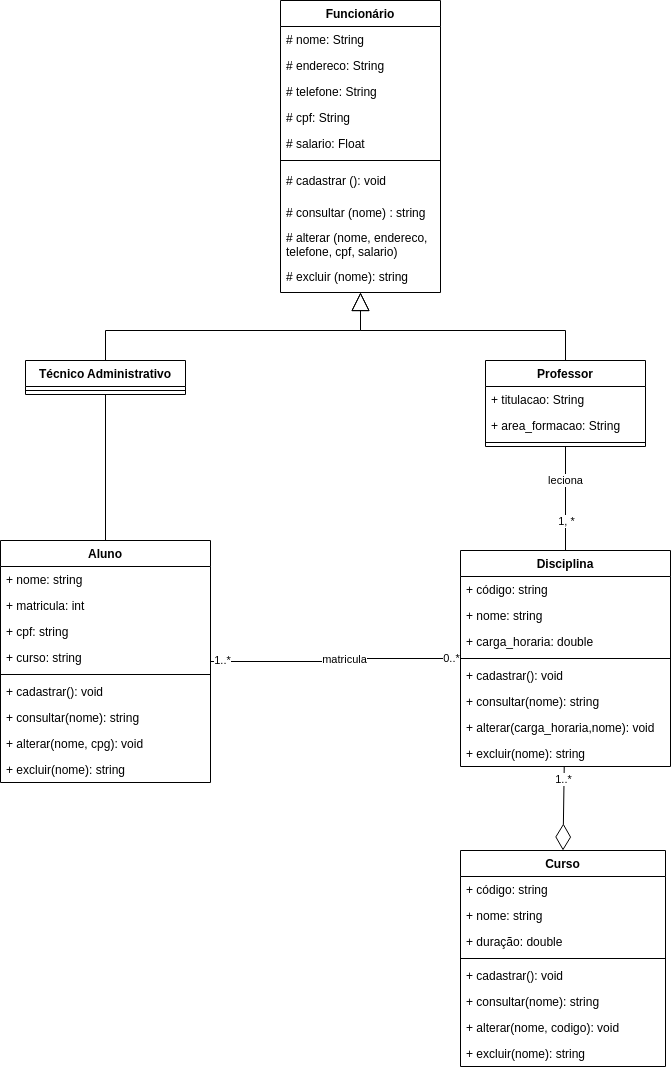 Funcionário
# nome: String
# endereco: String
# telefone: String
# cpf: String
# salario: Float
# cadastrar (): void
# consultar (nome) : string
# alterar (nome, endereco,
telefone, cpf, salario)
# excluir (nome): string
Técnico Administrativo
Professor
+ titulacao: String
+ area_formacao: String
leciona
1, *
Aluno
+ nome: string
+ matricula: int
+ cpf: string
+ curso: string
+ cadastrar(): void
+ consultar(nome): string
+ alterar(nome, cpg): void
+ excluir(nome): string
1..*
matricula
0..*
Disciplina
+ código: string
+ nome: string
+ carga_horaria: double
+ cadastrar(): void
+ consultar(nome): string
+ alterar(carga_horaria,nome): void
+ excluir(nome): string
1..*
Curso
+ código: string
+ nome: string
+ duração: double
+ cadastrar(): void
+ consultar(nome): string
+ alterar(nome, codigo): void
+ excluir(nome): string